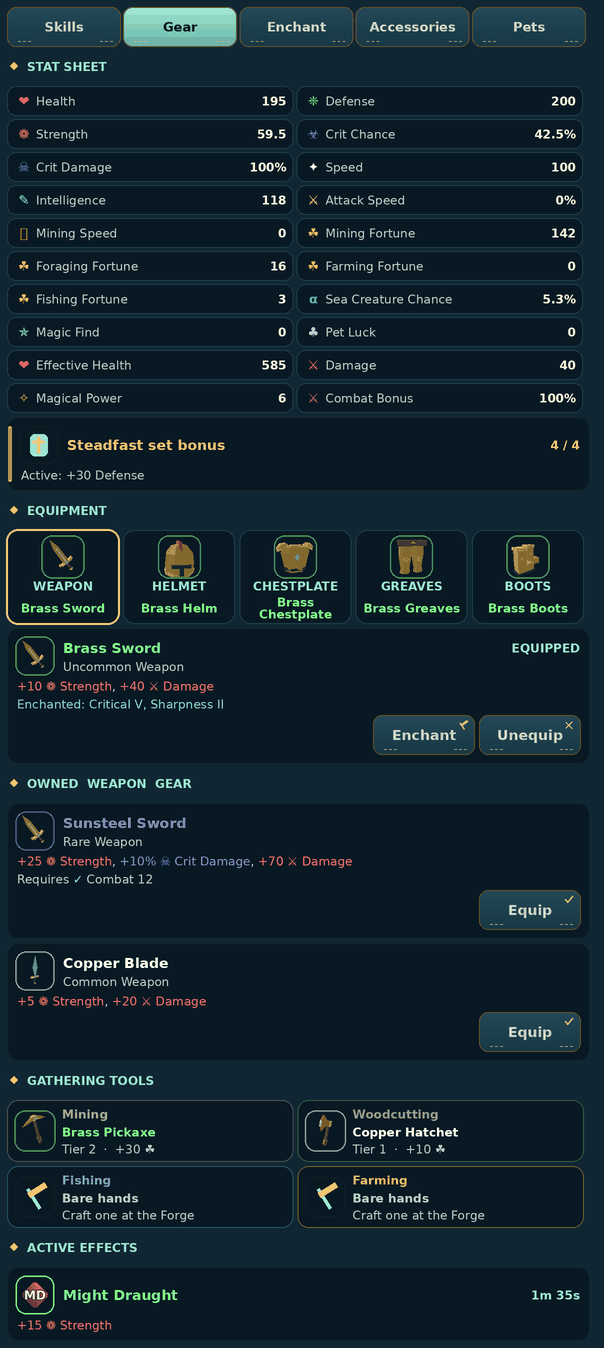 Skills
Gear
Enchant
Accessories
Pets
STAT SHEET
Health 195
Defense 200
Strength 59.5
Crit Chance 42.5%
Crit Damage 100%
Speed 100
Intelligence 118
Attack Speed 0%
Mining Speed 0
Mining Fortune 142
Foraging Fortune 16
Farming Fortune 0
Fishing Fortune 3
α Sea Creature Chance 5.3%
Magic Find 0
Pet Luck 0
Effective Health 585
Damage 40
Magical Power 6
Combat Bonus 100%
Steadfast set bonus 4 / 4
Active: +30 Defense
EQUIPMENT
WEAPON
Brass Sword
HELMET
Brass Helm
CHESTPLATE
Brass
Chestplate
GREAVES
Brass Greaves
BOOTS
Brass Boots
Brass Sword EQUIPPED
Uncommon Weapon
+10 ❁ Strength, +40 ⚔ Damage
Enchanted: Critical V, Sharpness II
Enchant
Unequip
OWNED WEAPON GEAR
Sunsteel Sword
Rare Weapon
+25 ❁ Strength, +10% ☠ Crit Damage, +70 ⚔ Damage
Requires ✓ Combat 12
Equip
Copper Blade
Common Weapon
+5 ❁ Strength, +20 ⚔ Damage
Equip
GATHERING TOOLS
Mining
Brass Pickaxe
Tier 2 · +30 ☘
Woodcutting
Copper Hatchet
Tier 1 · +10 ☘
Fishing
Bare hands
Craft one at the Forge
Farming
Bare hands
Craft one at the Forge
ACTIVE EFFECTS
MD
Might Draught 1m 35s
+15 ❁ Strength